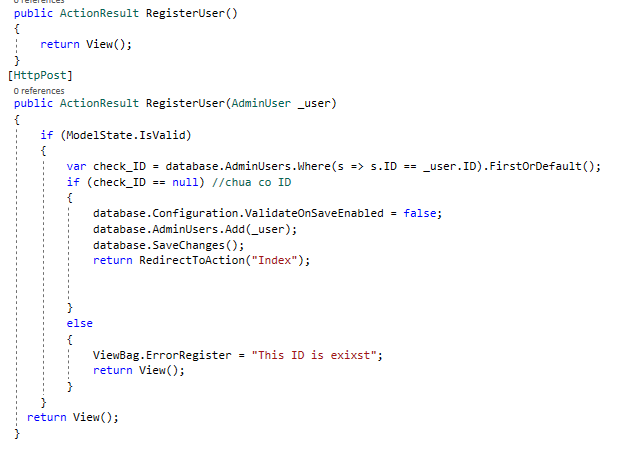 0 references
public ActionResult RegisterUser()
{
return View();
}
[HttpPost]
0 references
public ActionResult RegisterUser(AdminUser _user)
{
if (ModelState.IsValid)
{
var check_ID = database.AdminUsers.Where(s => s.ID == _user.ID).FirstOrDefault();
if (check_ID == null) //chua co ID
{
database.Configuration.ValidateOnSaveEnabled = false;
database.AdminUsers.Add(_user);
database.SaveChanges();
return RedirectToAction("Index");
}
else
{
ViewBag.ErrorRegister = "This ID is exixst";
return View();
}
}
return View();
}